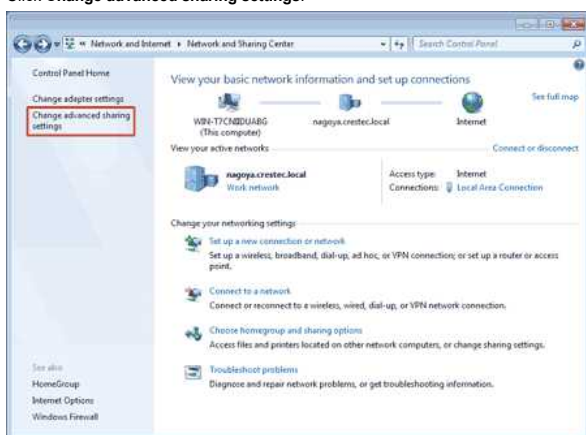 Click Change advanced sharing settings.
Network and Internet
Network and Sharing Center
Search Control Panel
Control Panel Home
Change adapter settings
Change advanced sharing
settings
View your basic network information and set up connections
See full map
(This computer)
nagoya.crestec.local
Internet
View your active networks
Connect or disconnect
nagoya.crestec.local
Work network
Access type: Internet
Connections: Local Area Connection
Change your networking settings
Set up a new connection or network
Set up a wireless, broadband, dial-up, ad hoc, or VPN connection; or set up a router or access
point.
Connect to a network
Connect or reconnect to a wireless, wired, dial-up, or VPN network connection.
Choose homegroup and sharing options
Access files and printers located on other network computers, or change sharing settings.
Troubleshoot problems
Diagnose and repair network problems, or get troubleshooting information.
See also
HomeGroup
Internet Options
Windows Firewall